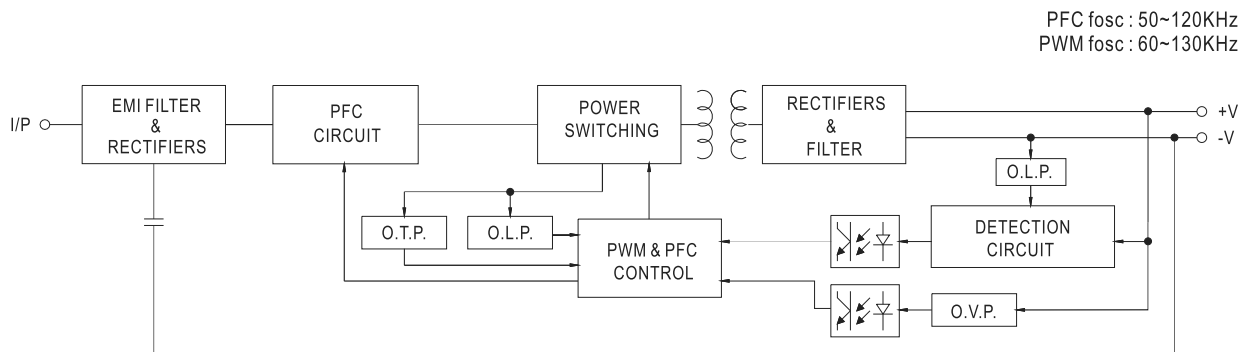 PFC fosc : 50~120KHz
PWM fosc : 60~130KHz
I/P
EMI FILTER
&
RECTIFIERS
PFC
CIRCUIT
POWER
SWITCHING
RECTIFIERS
&
FILTER
+V
-V
O.L.P.
O.T.P.
O.L.P.
PWM & PFC
CONTROL
DETECTION
CIRCUIT
O.V.P.